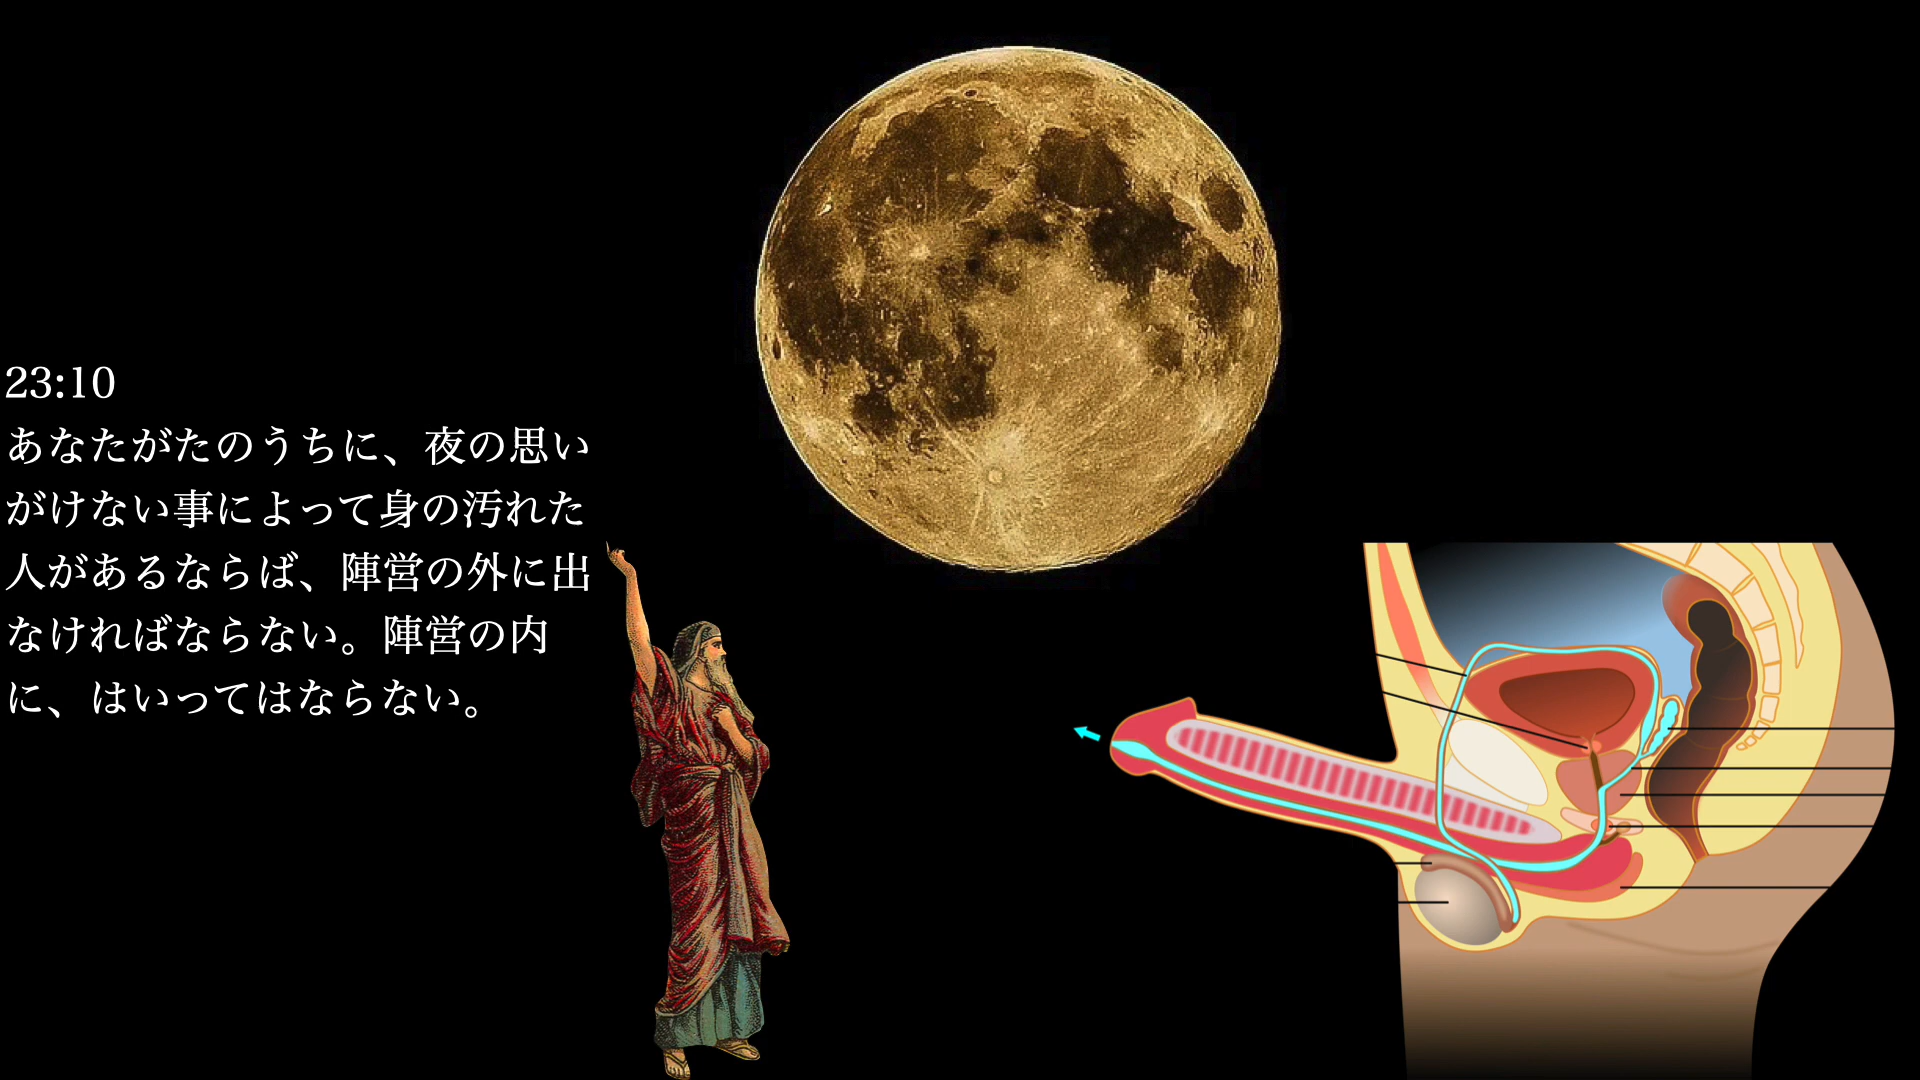 23:10
あなたがたのうちに、夜の思い
がけない事によって身の汚れた
人があるならば、陣営の外に出
なければならない。陣営の内
に、はいってはならない。